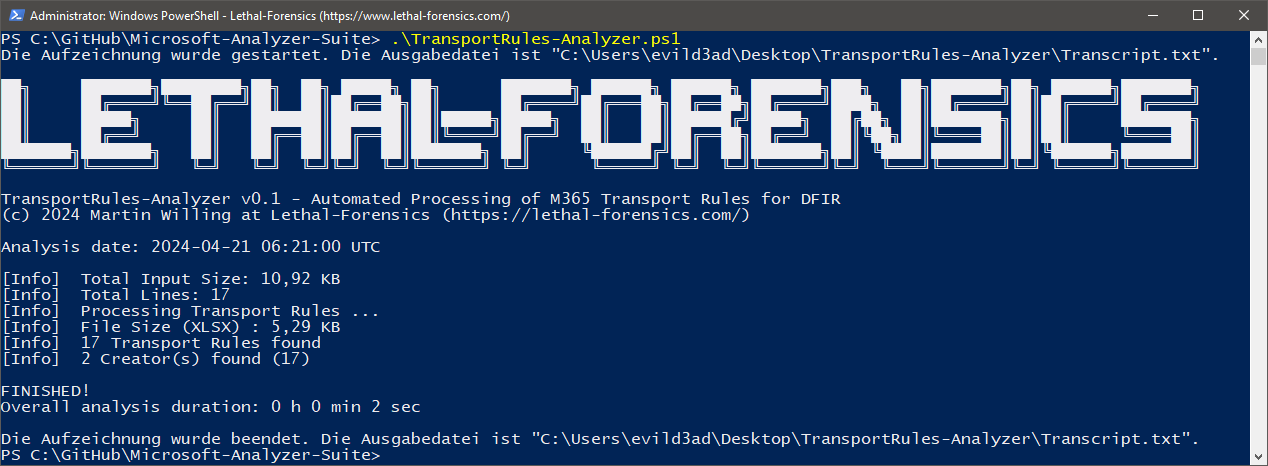 Administrator: Windows PowerShell - Lethal-Forensics (https://www.lethal-forensics.com/)
PS C:\GitHub\Microsoft-Analyzer-Suite> .\TransportRules-Analyzer.ps1
Die Aufzeichnung wurde gestartet. Die Ausgabedatei ist "C:\Users\evild3ad\Desktop\TransportRules-Analyzer\Transcript.txt".
LETHAL-FORENSICS
TransportRules-Analyzer v0.1 - Automated Processing of M365 Transport Rules for DFIR
(c) 2024 Martin Willing at Lethal-Forensics (https://lethal-forensics.com/)
Analysis date: 2024-04-21 06:21:00 UTC
[Info]  Total Input Size: 10,92 KB
[Info]  Total Lines: 17
[Info]  Processing Transport Rules ...
[Info]  File Size (XLSX) : 5,29 KB
[Info]  17 Transport Rules found
[Info]  2 Creator(s) found (17)
FINISHED!
Overall analysis duration: 0 h 0 min 2 sec
Die Aufzeichnung wurde beendet. Die Ausgabedatei ist "C:\Users\evild3ad\Desktop\TransportRules-Analyzer\Transcript.txt".
PS C:\GitHub\Microsoft-Analyzer-Suite>